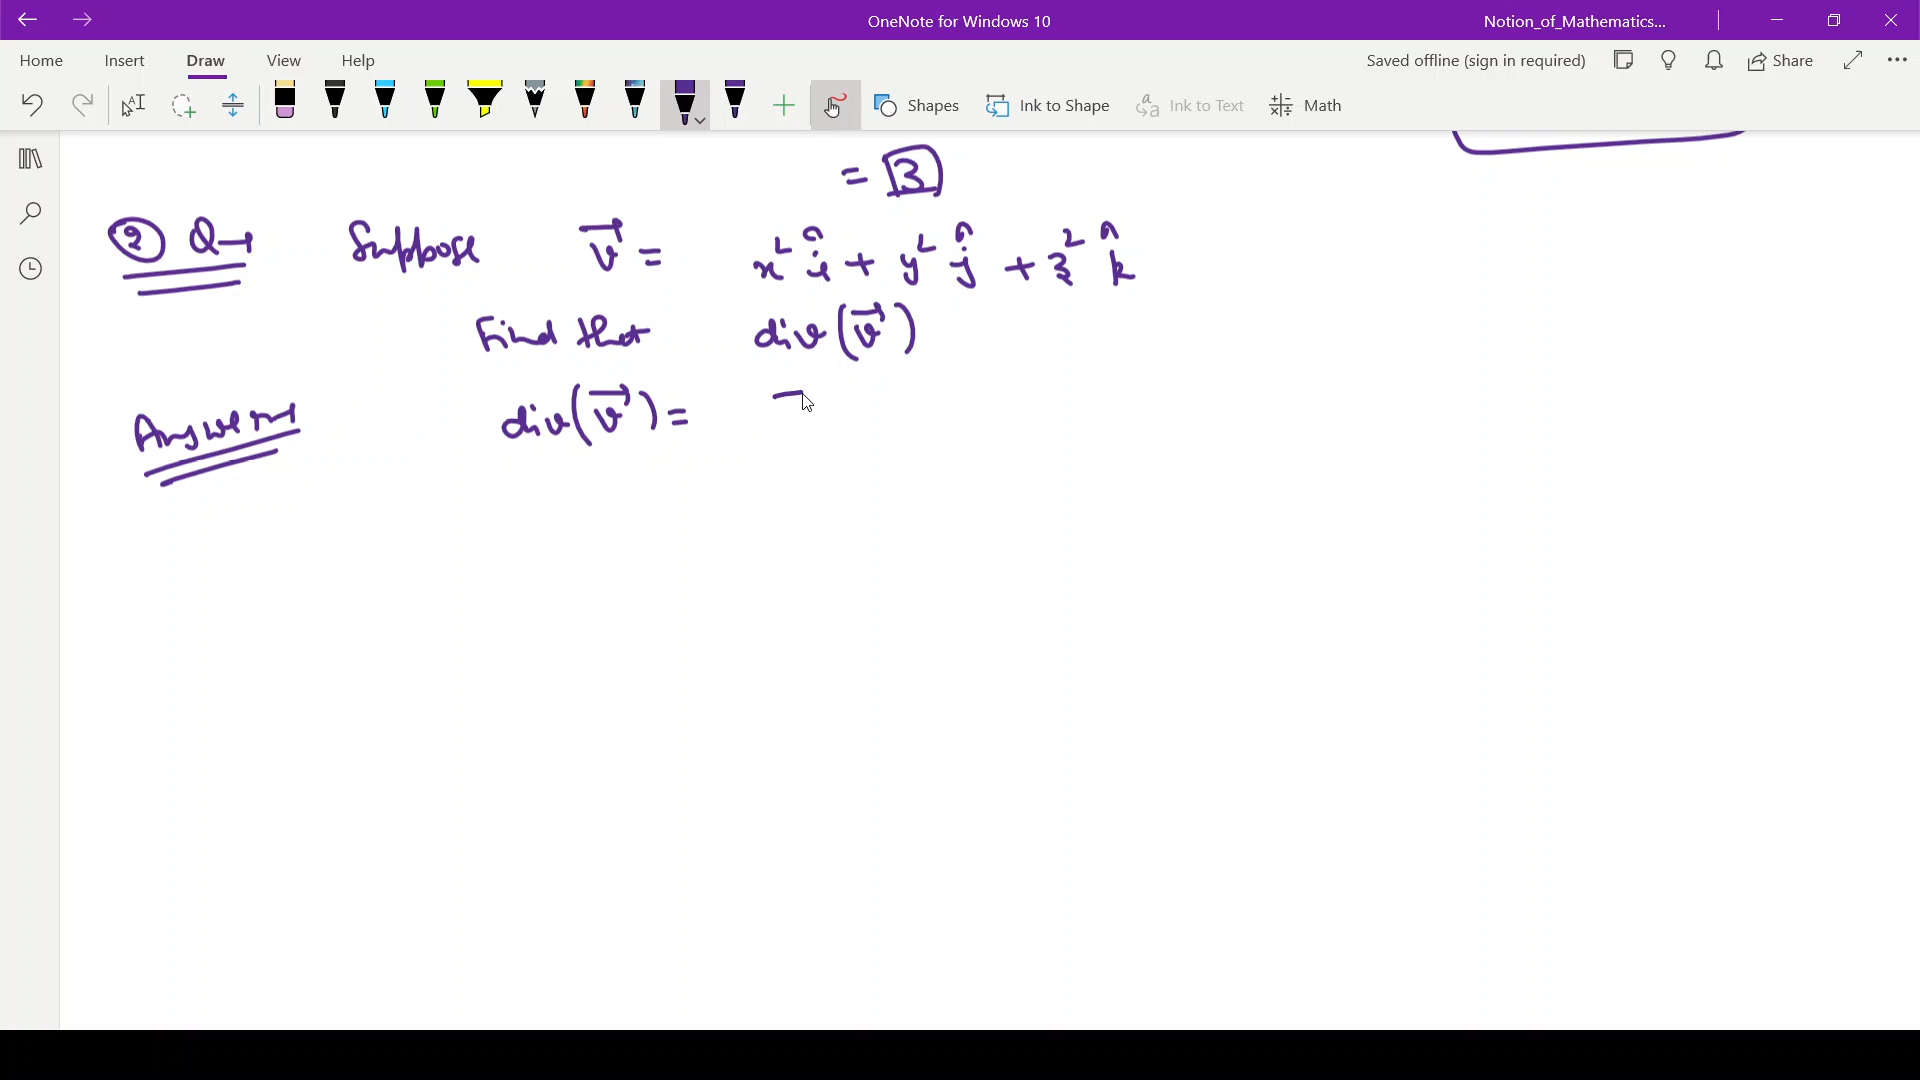 OneNote for Windows 10
Notion_of_Mathematics...
Home Insert Draw View Help
Saved offline (sign in required) Share
Shapes Ink to Shape Ink to Text Math
= 3
② Q→ Suppose v⃗ = x² î + y² ĵ + z² k̂
Find that div(v⃗)
Answer→ div(v⃗) =